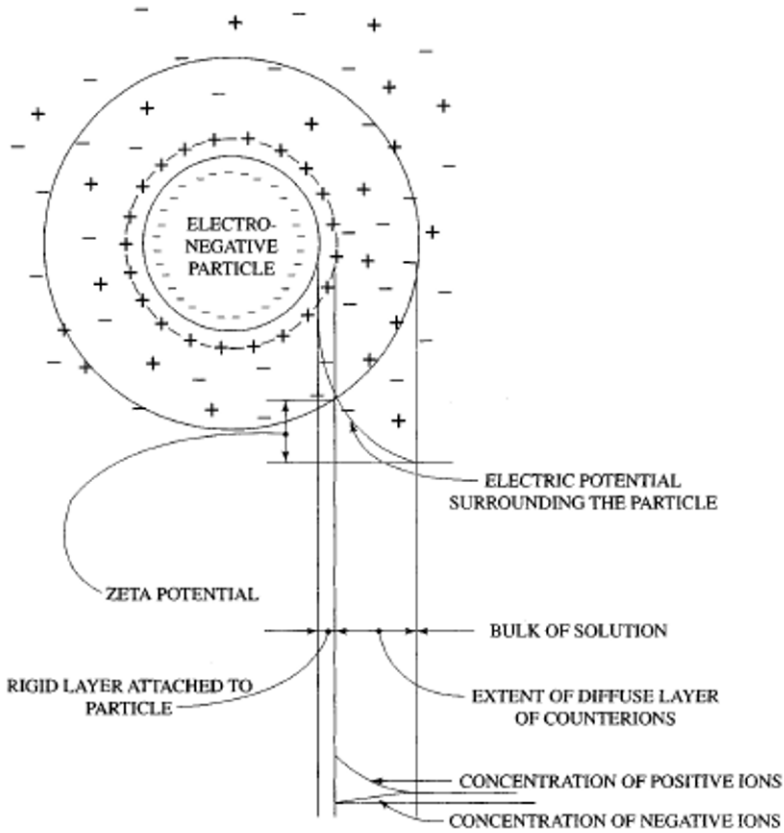 ELECTRO-
NEGATIVE
PARTICLE
ELECTRIC POTENTIAL
SURROUNDING THE PARTICLE
ZETA POTENTIAL
BULK OF SOLUTION
RIGID LAYER ATTACHED TO
PARTICLE
EXTENT OF DIFFUSE LAYER
OF COUNTERIONS
CONCENTRATION OF POSITIVE IONS
CONCENTRATION OF NEGATIVE IONS